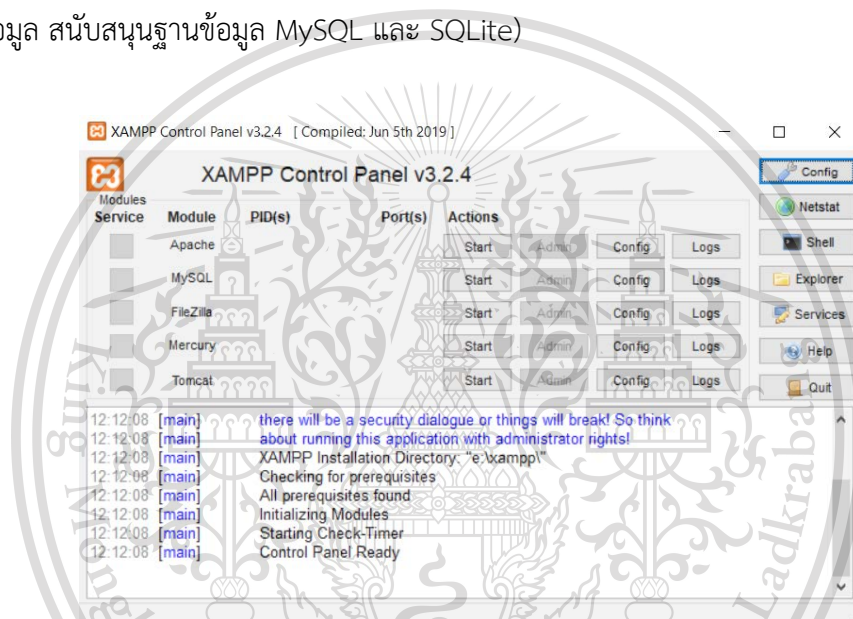 อมูล สนับสนุนฐานข้อมูล MySQL และ SQLite)
XAMPP Control Panel v3.2.4 [ Compiled: Jun 5th 2019 ]
XAMPP Control Panel v3.2.4
Config
Modules
Service Module PID(s) Port(s) Actions
Netstat
Apache Start Admin Config Logs
Shell
MySQL Start Admin Config Logs
Explorer
FileZilla Start Admin Config Logs
Services
Mercury Start Admin Config Logs
Help
Tomcat Start Admin Config Logs
Quit
12:12:08 [main] there will be a security dialogue or things will break! So think
12:12:08 [main] about running this application with administrator rights!
12:12:08 [main] XAMPP Installation Directory: "e:\xampp\"
12:12:08 [main] Checking for prerequisites
12:12:08 [main] All prerequisites found
12:12:08 [main] Initializing Modules
12:12:08 [main] Starting Check-Timer
12:12:08 [main] Control Panel Ready
King Mongk
Ladkrabang